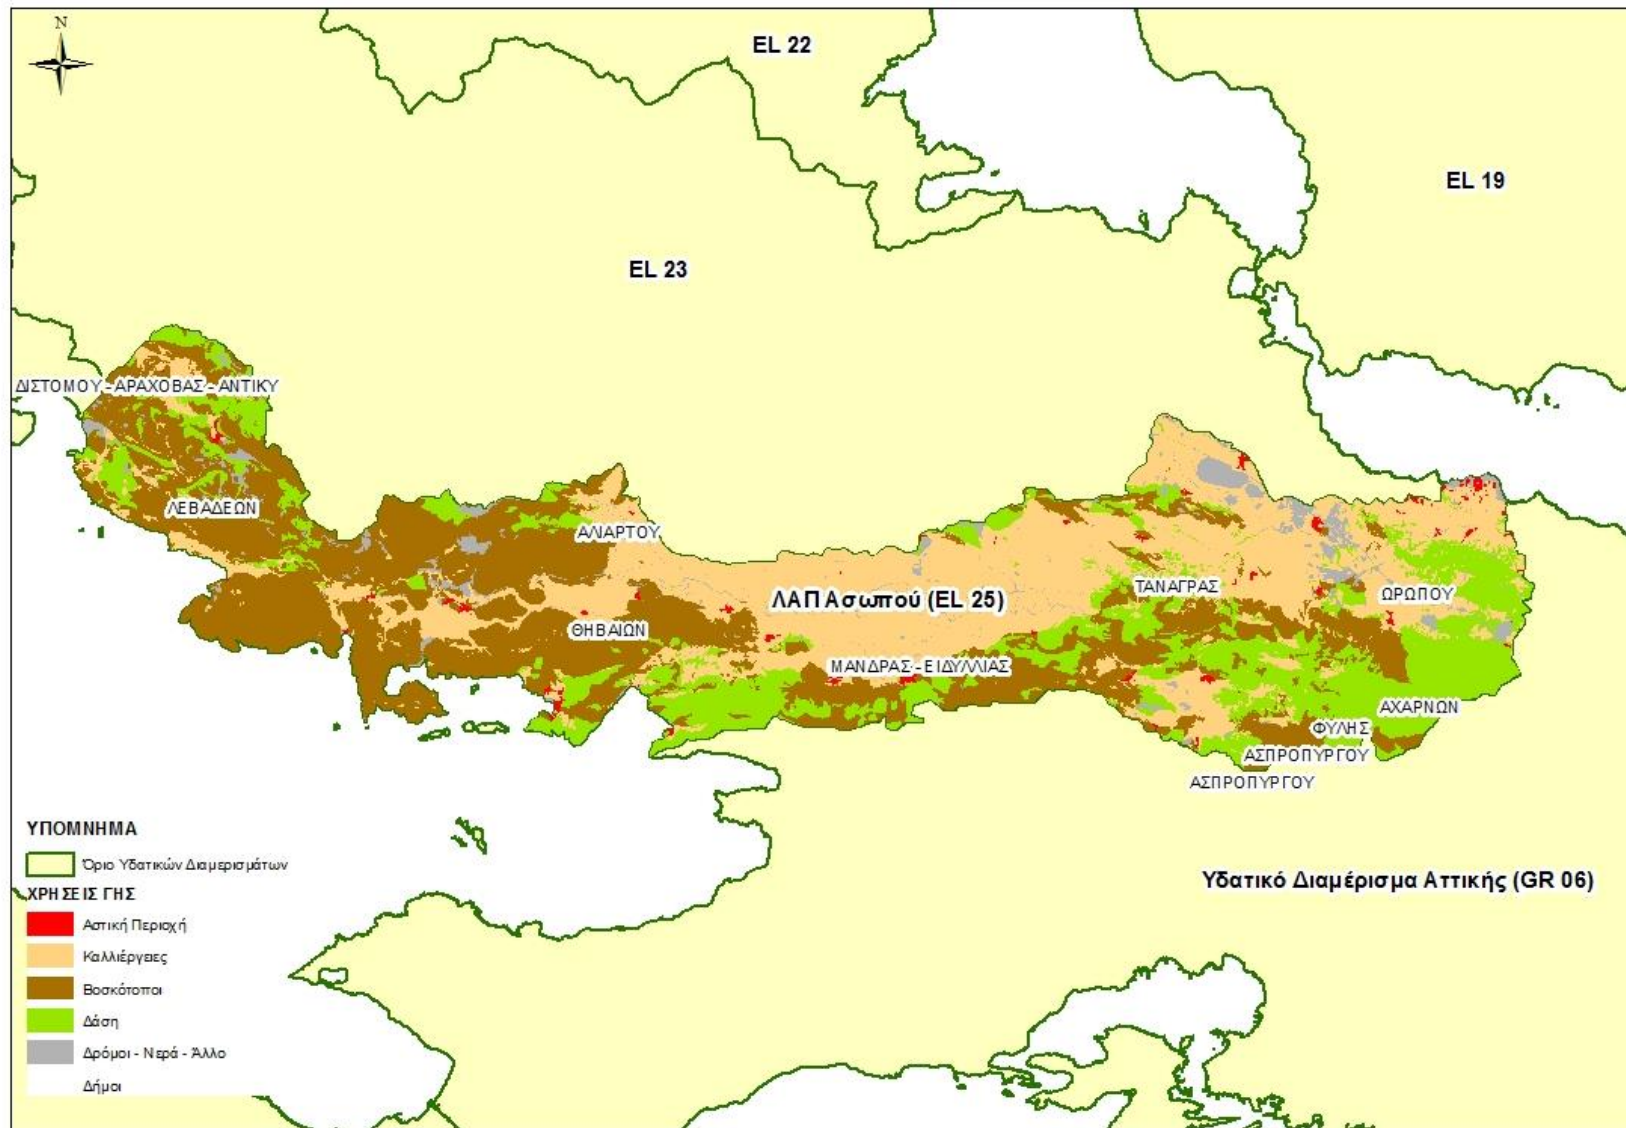 N
EL 22
EL 19
EL 23
ΔΙΣΤΟΜΟΥ - ΑΡΑΧΟΒΑΣ - ΑΝΤΙΚΥ
ΛΕΒΑΔΕΩΝ
ΑΛΙΑΡΤΟΥ
ΤΑΝΑΓΡΑΣ
ΩΡΩΠΟΥ
ΛΑΠ Ασωπού (EL 25)
ΘΗΒΑΙΩΝ
ΜΑΝΔΡΑΣ - ΕΙΔΥΛΛΙΑΣ
ΑΧΑΡΝΩΝ
ΦΥΛΗΣ
ΑΣΠΡΟΠΥΡΓΟΥ
ΑΣΠΡΟΠΥΡΓΟΥ
Υδατικό Διαμέρισμα Αττικής (GR 06)
ΥΠΟΜΝΗΜΑ
Όριο Υδατικών Διαμερισμάτων
ΧΡΗΣΕΙΣ ΓΗΣ
Αστική Περιοχή
Καλλιέργειες
Βοσκότοποι
Δάση
Δρόμοι - Νερά - Άλλο
Δήμοι